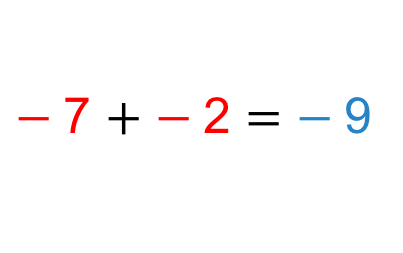 − 7 + − 2 = − 9